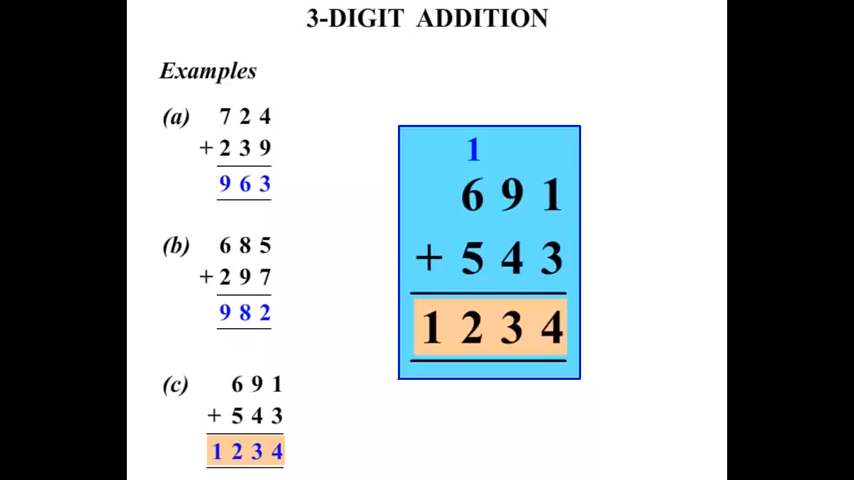 3-DIGIT ADDITION
Examples
(a) 7 2 4
+ 2 3 9
9 6 3
(b) 6 8 5
+ 2 9 7
9 8 2
(c) 6 9 1
+ 5 4 3
1 2 3 4
1
6 9 1
+ 5 4 3
1 2 3 4